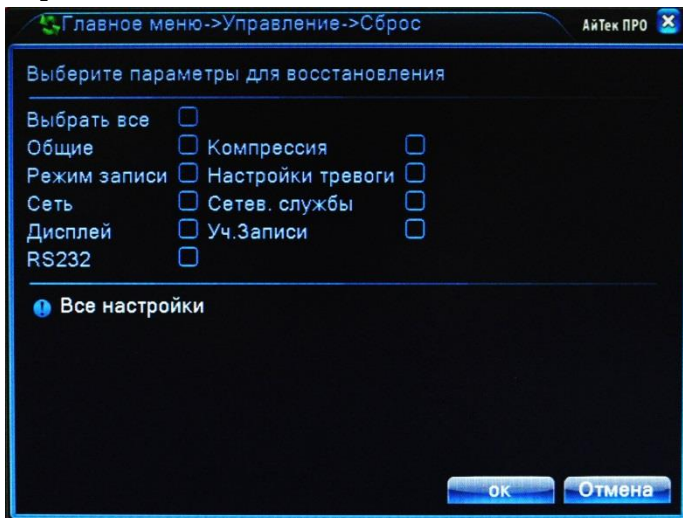 Главное меню->Управление->Сброс АйТек ПРО
Выберите параметры для восстановления
Выбрать все
Общие Компрессия
Режим записи Настройки тревоги
Сеть Сетев. службы
Дисплей Уч.Записи
RS232
Все настройки
ок Отмена